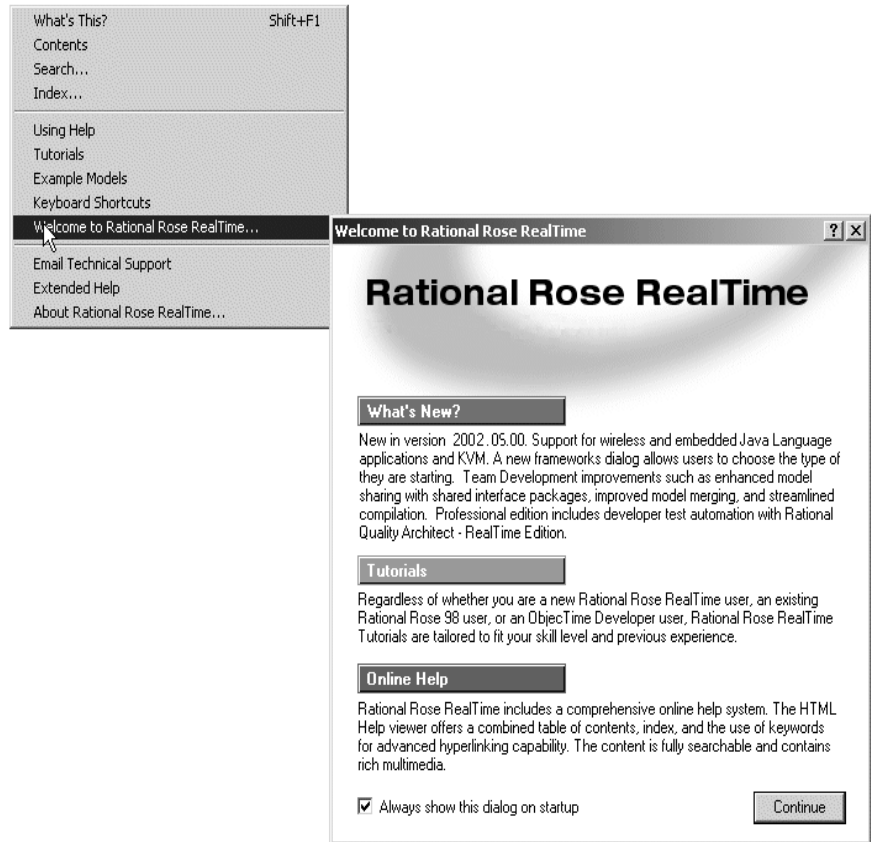 What's This? Shift+F1
Contents
Search...
Index...
Using Help
Tutorials
Example Models
Keyboard Shortcuts
Welcome to Rational Rose RealTime...
Email Technical Support
Extended Help
About Rational Rose RealTime...
Welcome to Rational Rose RealTime
Rational Rose RealTime
What's New?
New in version 2002.05.00. Support for wireless and embedded Java Language
applications and KVM. A new frameworks dialog allows users to choose the type of
they are starting. Team Development improvements such as enhanced model
sharing with shared interface packages, improved model merging, and streamlined
compilation. Professional edition includes developer test automation with Rational
Quality Architect - RealTime Edition.
Tutorials
Regardless of whether you are a new Rational Rose RealTime user, an existing
Rational Rose 98 user, or an ObjecTime Developer user, Rational Rose RealTime
Tutorials are tailored to fit your skill level and previous experience.
Online Help
Rational Rose RealTime includes a comprehensive online help system. The HTML
Help viewer offers a combined table of contents, index, and the use of keywords
for advanced hyperlinking capability. The content is fully searchable and contains
rich multimedia.
Always show this dialog on startup
Continue